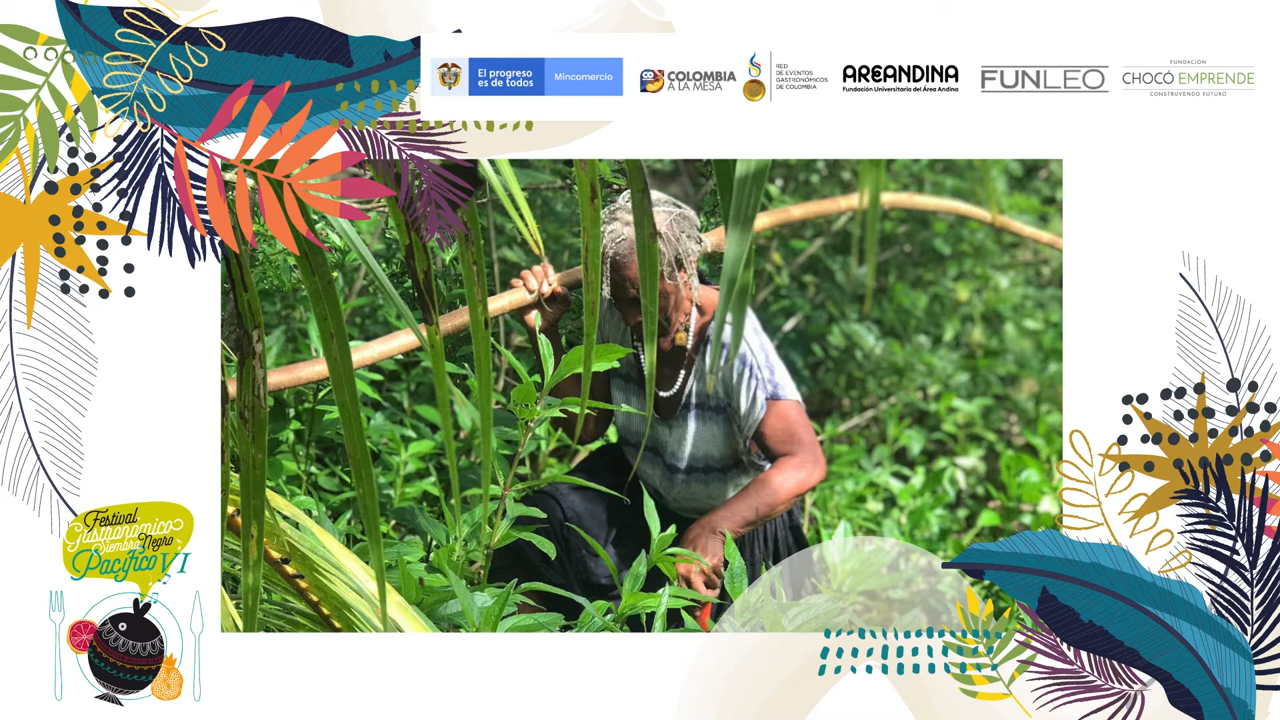 El progreso
es de todos
Mincomercio
CO
COLOMBIA
A LA MESA
RED
DE EVENTOS
GASTRONÓMICOS
DE COLOMBIA
AREANDINA
Fundación Universitaria del Área Andina
FUNLEO
FUNDACIÓN
CHOCÓ EMPRENDE
CONSTRUYENDO FUTURO
Festival
Gastronómico
Siembra Negro
Pacífico VI